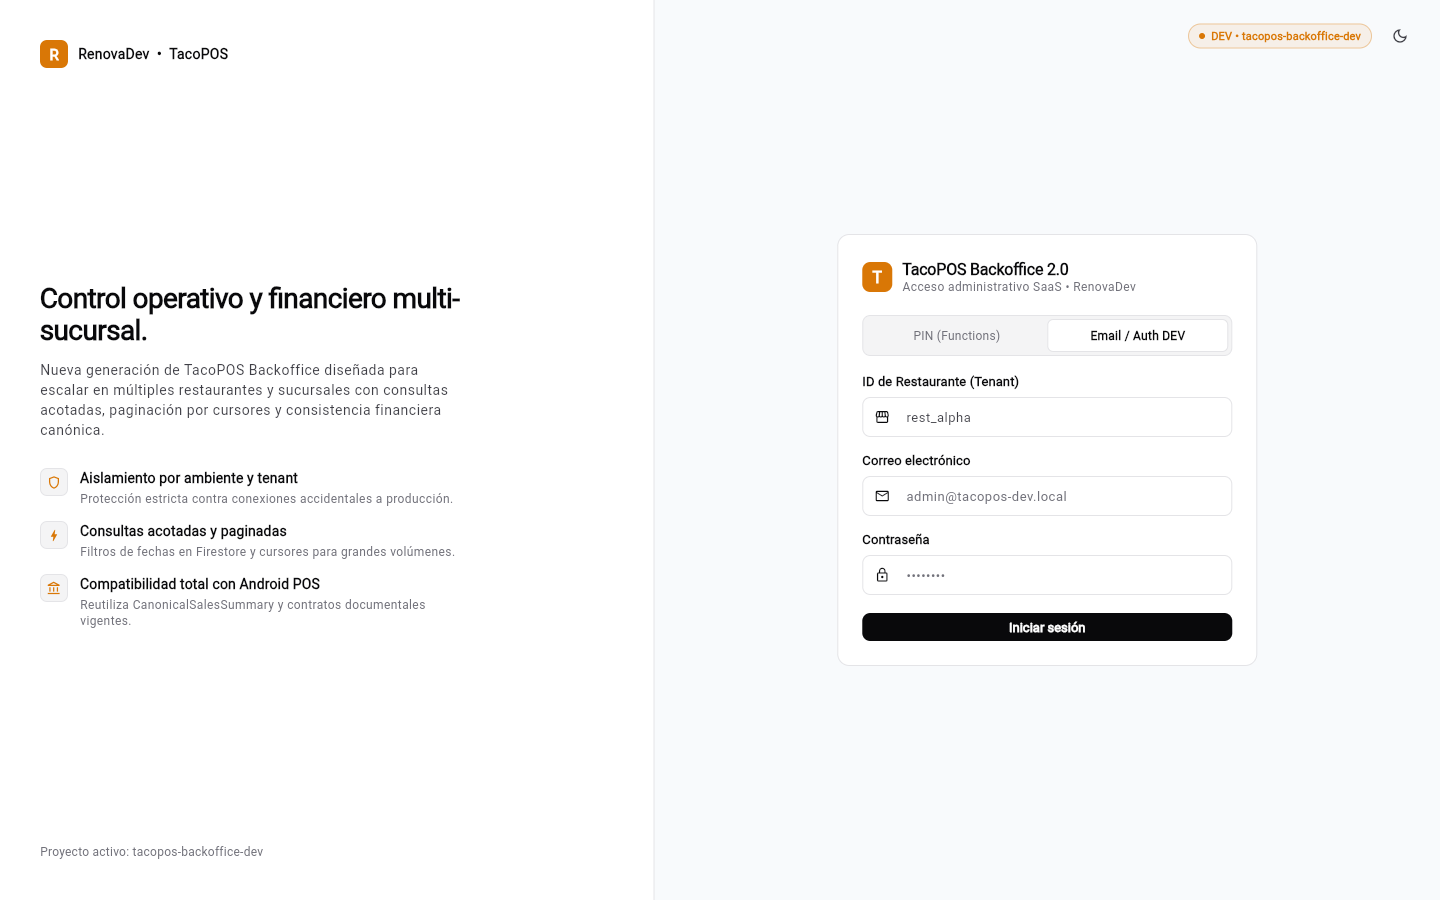 R RenovaDev • TacoPOS
Control operativo y financiero multi-
sucursal.
Nueva generación de TacoPOS Backoffice diseñada para
escalar en múltiples restaurantes y sucursales con consultas
acotadas, paginación por cursores y consistencia financiera
canónica.
Aislamiento por ambiente y tenant
Protección estricta contra conexiones accidentales a producción.
Consultas acotadas y paginadas
Filtros de fechas en Firestore y cursores para grandes volúmenes.
Compatibilidad total con Android POS
Reutiliza CanonicalSalesSummary y contratos documentales
vigentes.
Proyecto activo: tacopos-backoffice-dev
DEV • tacopos-backoffice-dev
T
TacoPOS Backoffice 2.0
Acceso administrativo SaaS • RenovaDev
PIN (Functions)
Email / Auth DEV
ID de Restaurante (Tenant)
rest_alpha
Correo electrónico
admin@tacopos-dev.local
Contraseña
••••••••
Iniciar sesión